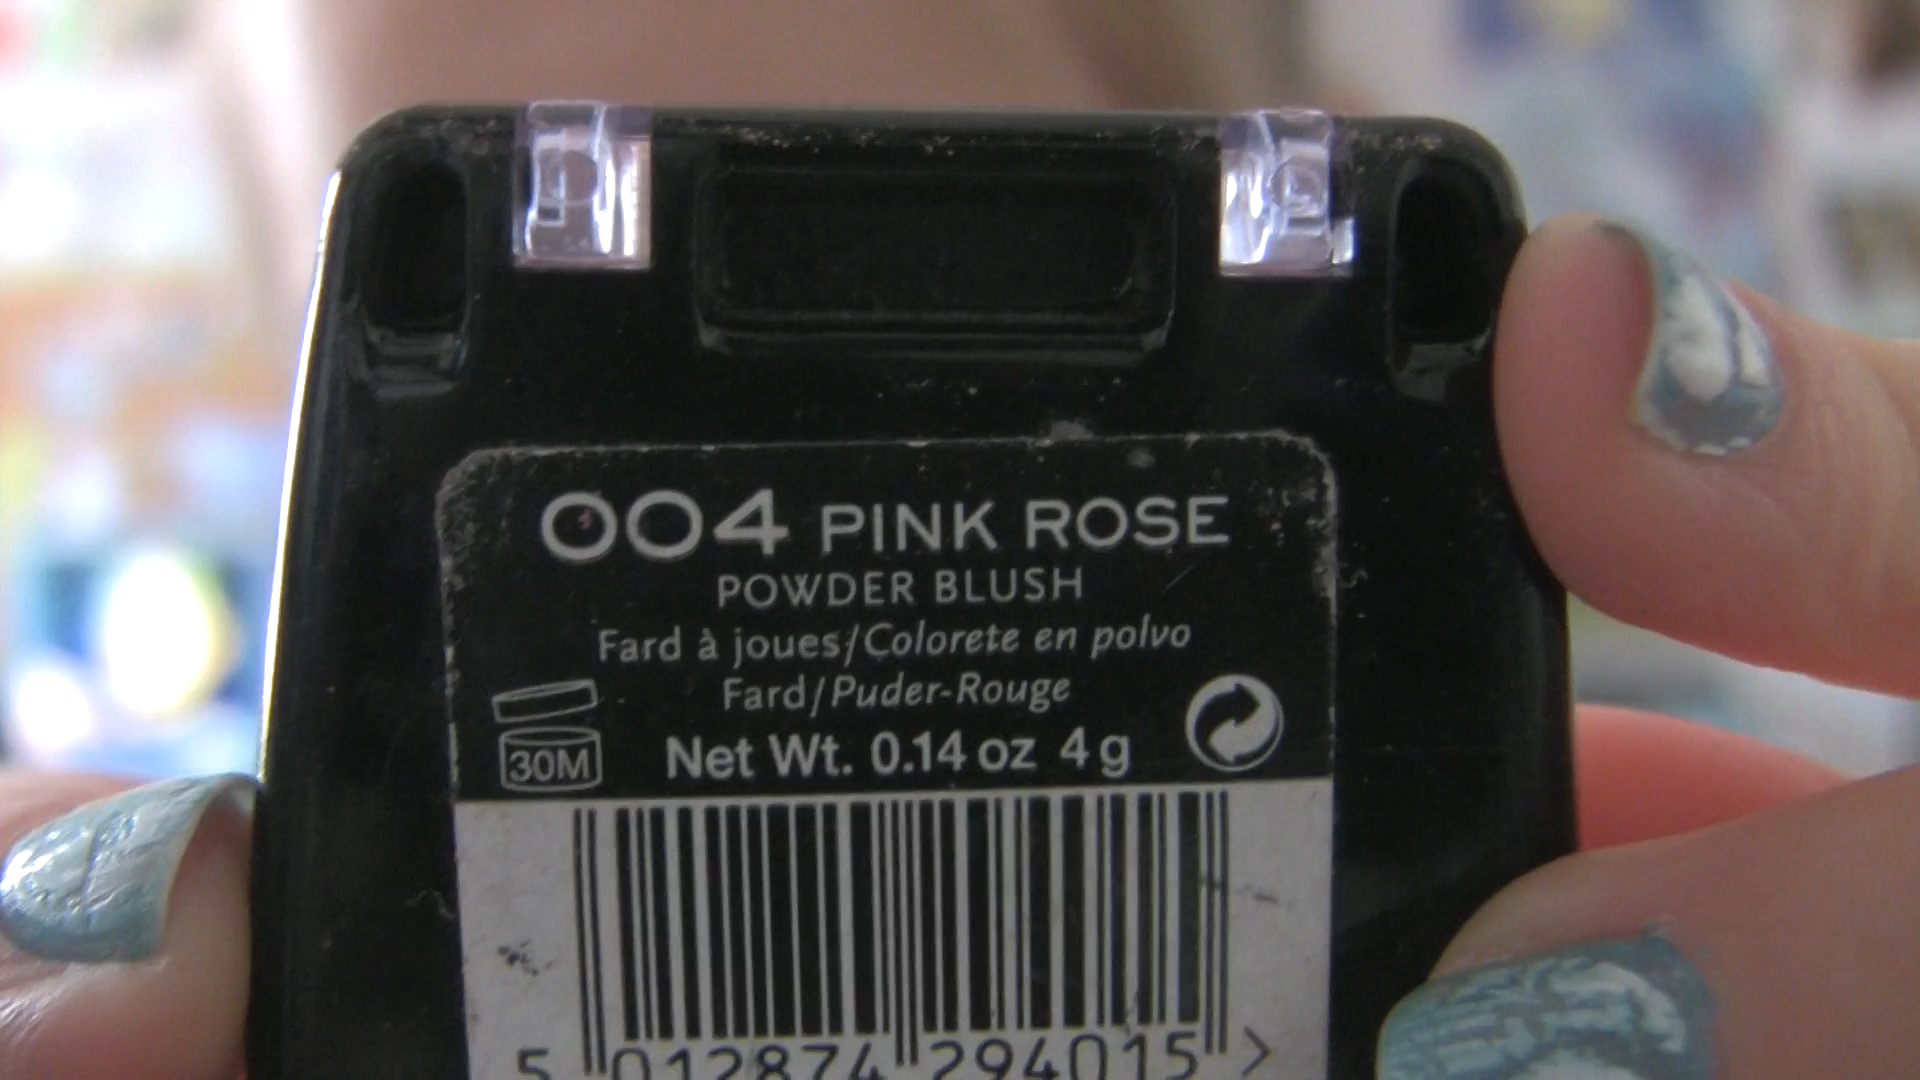 004 PINK ROSE
POWDER BLUSH
Fard à joues/Colorete en polvo
Fard/Puder-Rouge
30M
Net Wt. 0.14 oz 4 g
5 012874 294015 >